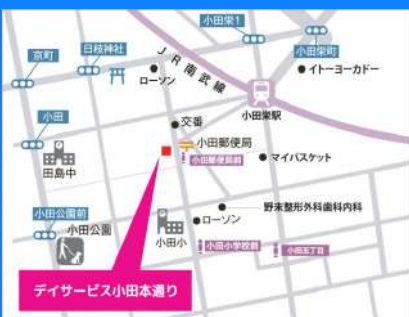 小田栄1
京町
日枝神社
JR南武線
小田栄町
ローソン
イトーヨーカドー
小田栄駅
交番
小田
小田郵便局
小田郵便局前
マイバスケット
田島中
野末整形外科歯科内科
小田公園前
ローソン
小田公園
小田小
小田小学校前
小田五丁目
デイサービス小田本通り